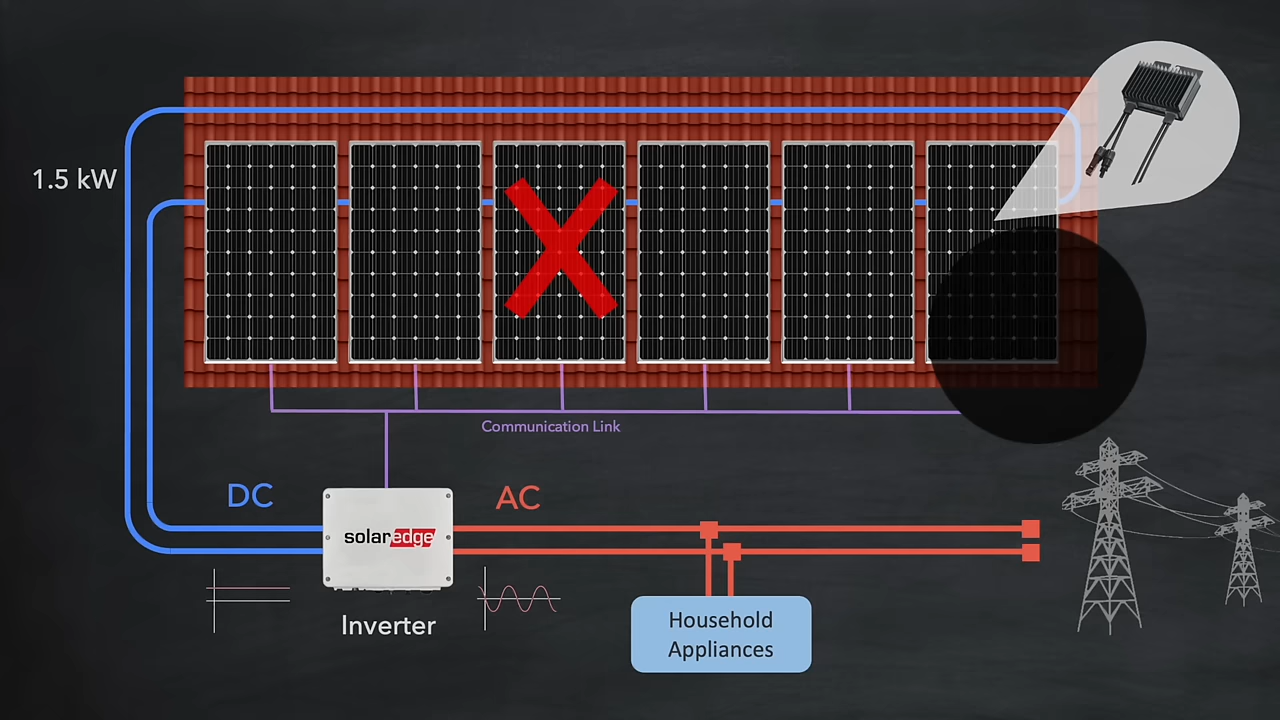 1.5 kW
Communication Link
DC
AC
solaredge
Inverter
Household
Appliances